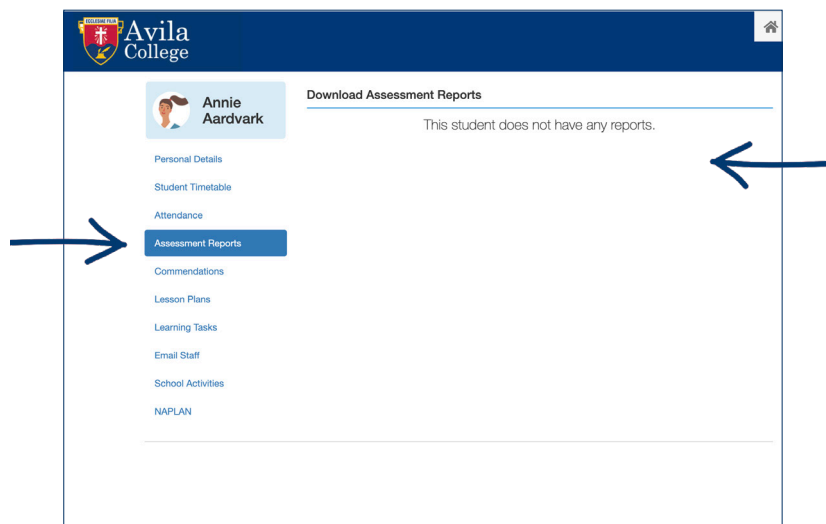 ECCLESIAE FILIA
Avila
College
Annie
Aardvark
Download Assessment Reports
This student does not have any reports.
Personal Details
Student Timetable
Attendance
Assessment Reports
Commendations
Lesson Plans
Learning Tasks
Email Staff
School Activities
NAPLAN